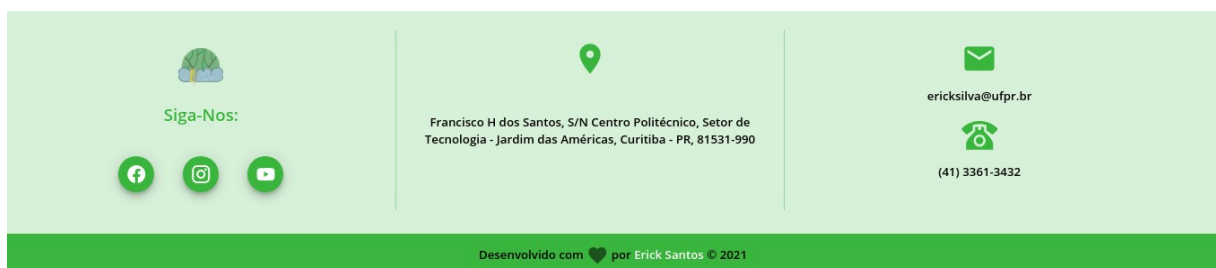 Siga-Nos:
Francisco H dos Santos, S/N Centro Politécnico, Setor de
Tecnologia - Jardim das Américas, Curitiba - PR, 81531-990
ericksilva@ufpr.br
(41) 3361-3432
Desenvolvido com por Erick Santos © 2021